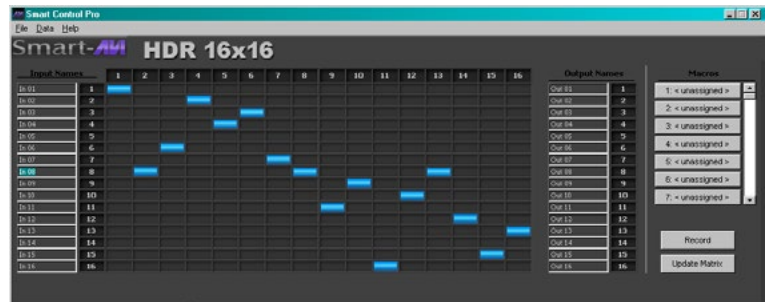 Smart Control Pro
File Data Help
Smart-AVI HDR 16x16
Input Names 1 2 3 4 5 6 7 8 9 10 11 12 13 14 15 16 Output Names Macros
In 01 1 Out 01 1 1: < unassigned >
In 02 2 Out 02 2 2: < unassigned >
In 03 3 Out 03 3 3: < unassigned >
In 04 4 Out 04 4 4: < unassigned >
In 05 5 Out 05 5 5: < unassigned >
In 06 6 Out 06 6 6: < unassigned >
In 07 7 Out 07 7 7: < unassigned >
In 08 8 Out 08 8
In 09 9 Out 09 9
In 10 10 Out 10 10
In 11 11 Out 11 11
In 12 12 Out 12 12
In 13 13 Out 13 13
In 14 14 Out 14 14
In 15 15 Out 15 15
In 16 16 Out 16 16
Record
Update Matrix